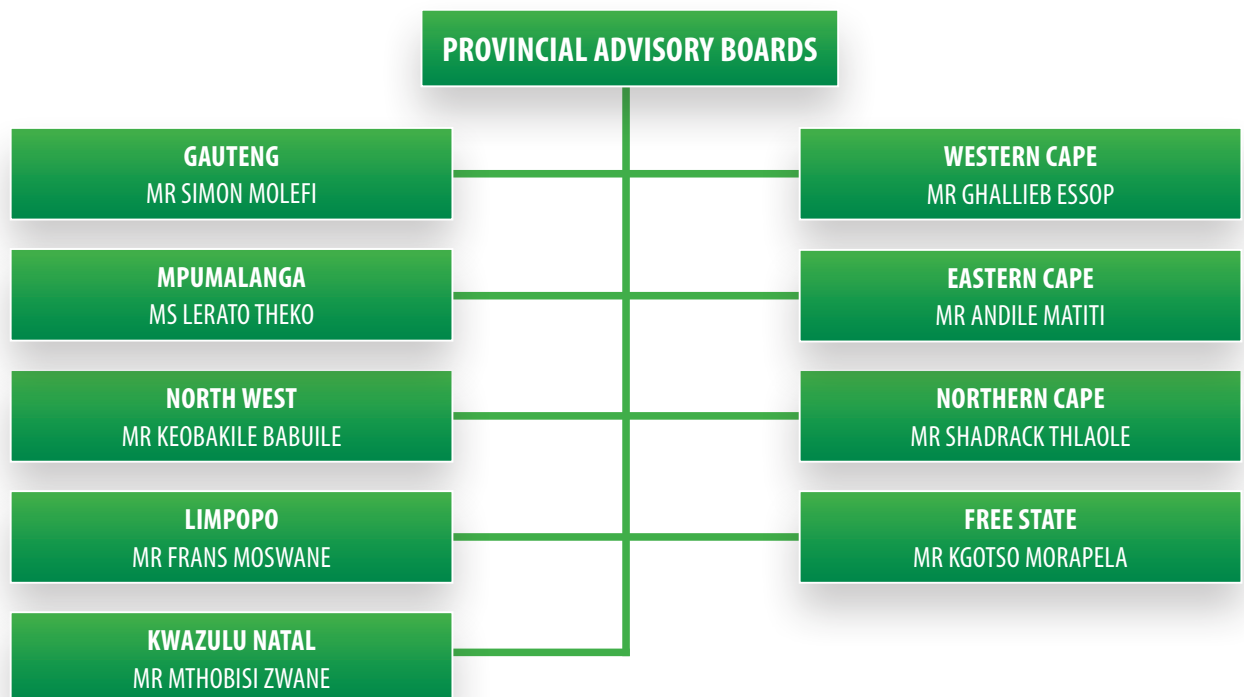 PROVINCIAL ADVISORY BOARDS
GAUTENG
MR SIMON MOLEFI
MPUMALANGA
MS LERATO THEKO
NORTH WEST
MR KEOBAKILE BABUILE
LIMPOPO
MR FRANS MOSWANE
KWAZULU NATAL
MR MTHOBISI ZWANE
WESTERN CAPE
MR GHALLIEB ESSOP
EASTERN CAPE
MR ANDILE MATITI
NORTHERN CAPE
MR SHADRACK THLAOLE
FREE STATE
MR KGOTSO MORAPELA